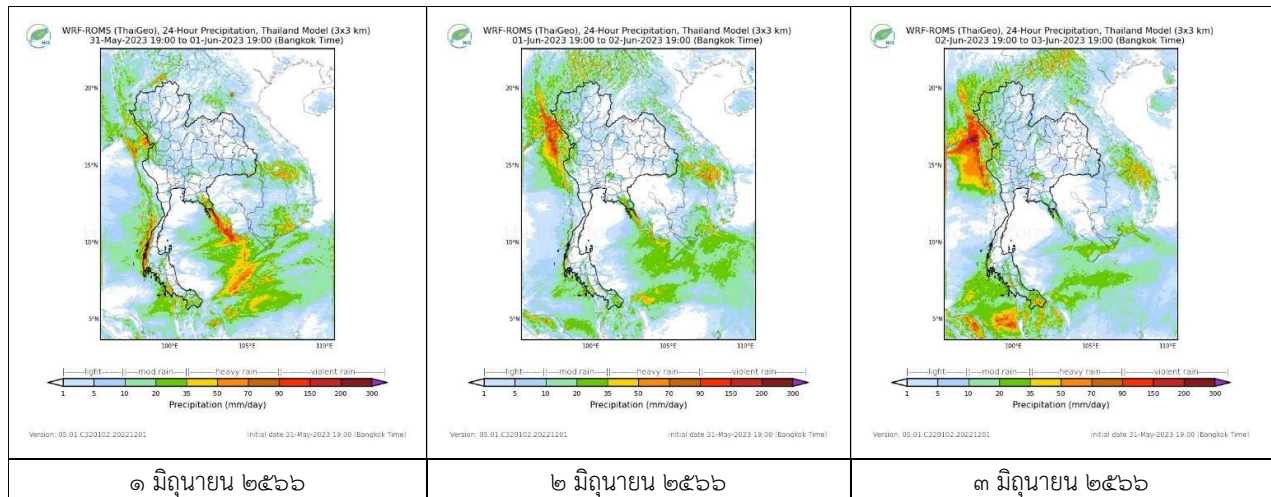 WRF-ROMS (ThaiGeo), 24-Hour Precipitation, Thailand Model (3x3 km)
31-May-2023 19:00 to 01-Jun-2023 19:00 (Bangkok Time)
20°N
15°N
10°N
5°N
100°E 105°E 110°E
|--------light--------||----mod rain----||--------heavy rain--------||------------violent rain--------|
1 5 10 20 35 50 70 90 150 200 300
Precipitation (mm/day)
Version: 05.01.C320102.20221201 initial date 31-May-2023 19:00 (Bangkok Time)
๑ มิถุนายน ๒๕๖๖
WRF-ROMS (ThaiGeo), 24-Hour Precipitation, Thailand Model (3x3 km)
01-Jun-2023 19:00 to 02-Jun-2023 19:00 (Bangkok Time)
20°N
15°N
10°N
5°N
100°E 105°E 110°E
|--------light--------||----mod rain----||--------heavy rain--------||------------violent rain--------|
1 5 10 20 35 50 70 90 150 200 300
Precipitation (mm/day)
Version: 05.01.C320102.20221201 initial date 31-May-2023 19:00 (Bangkok Time)
๒ มิถุนายน ๒๕๖๖
WRF-ROMS (ThaiGeo), 24-Hour Precipitation, Thailand Model (3x3 km)
02-Jun-2023 19:00 to 03-Jun-2023 19:00 (Bangkok Time)
20°N
15°N
10°N
5°N
100°E 105°E 110°E
|--------light--------||----mod rain----||--------heavy rain--------||------------violent rain--------|
1 5 10 20 35 50 70 90 150 200 300
Precipitation (mm/day)
Version: 05.01.C320102.20221201 initial date 31-May-2023 19:00 (Bangkok Time)
๓ มิถุนายน ๒๕๖๖